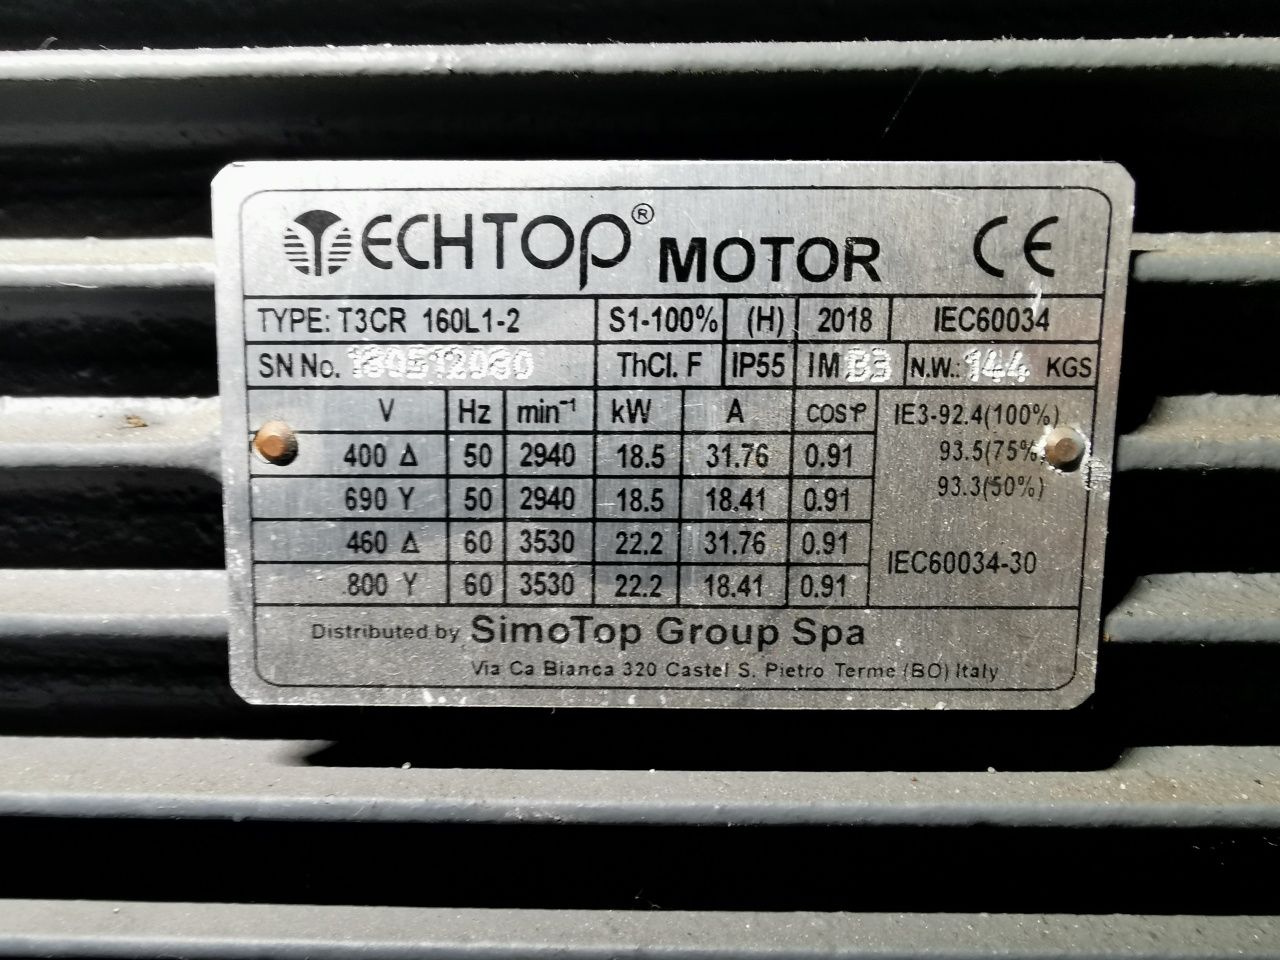 TECHTOP® MOTOR CE
TYPE: T3CR 160L1-2 S1-100% (H) 2018 IEC60034
SN No. 180512080 ThCl. F IP55 IM B3 N.W.: 144 KGS
V Hz min⁻¹ kW A COSφ IE3-92.4(100%)
400 Δ 50 2940 18.5 31.76 0.91 93.5(75%)
690 Y 50 2940 18.5 18.41 0.91 93.3(50%)
460 Δ 60 3530 22.2 31.76 0.91 IEC60034-30
800 Y 60 3530 22.2 18.41 0.91
Distributed by SimoTop Group Spa
Via Ca Bianca 320 Castel S. Pietro Terme (BO) Italy